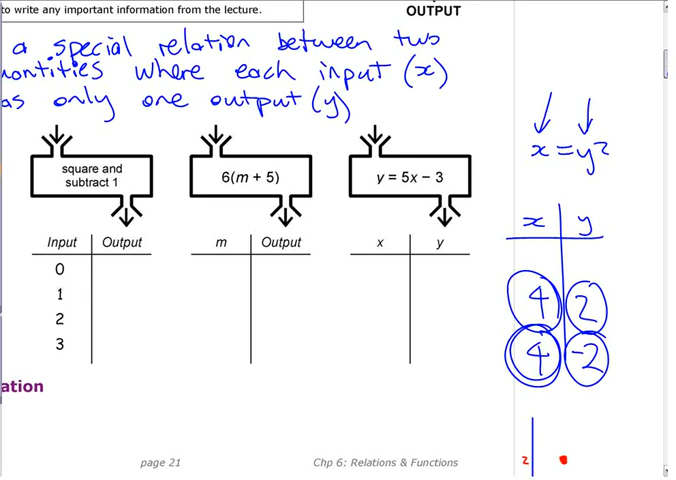 to write any important information from the lecture.
OUTPUT
a special relation between two
uantities where each input (x)
as only one output (y)
x = y²
square and
subtract 1
6(m + 5)
y = 5x − 3
Input Output
0
1
2
3
m Output
x y
x y
4 2
4 -2
ation
2
page 21
Chp 6: Relations & Functions